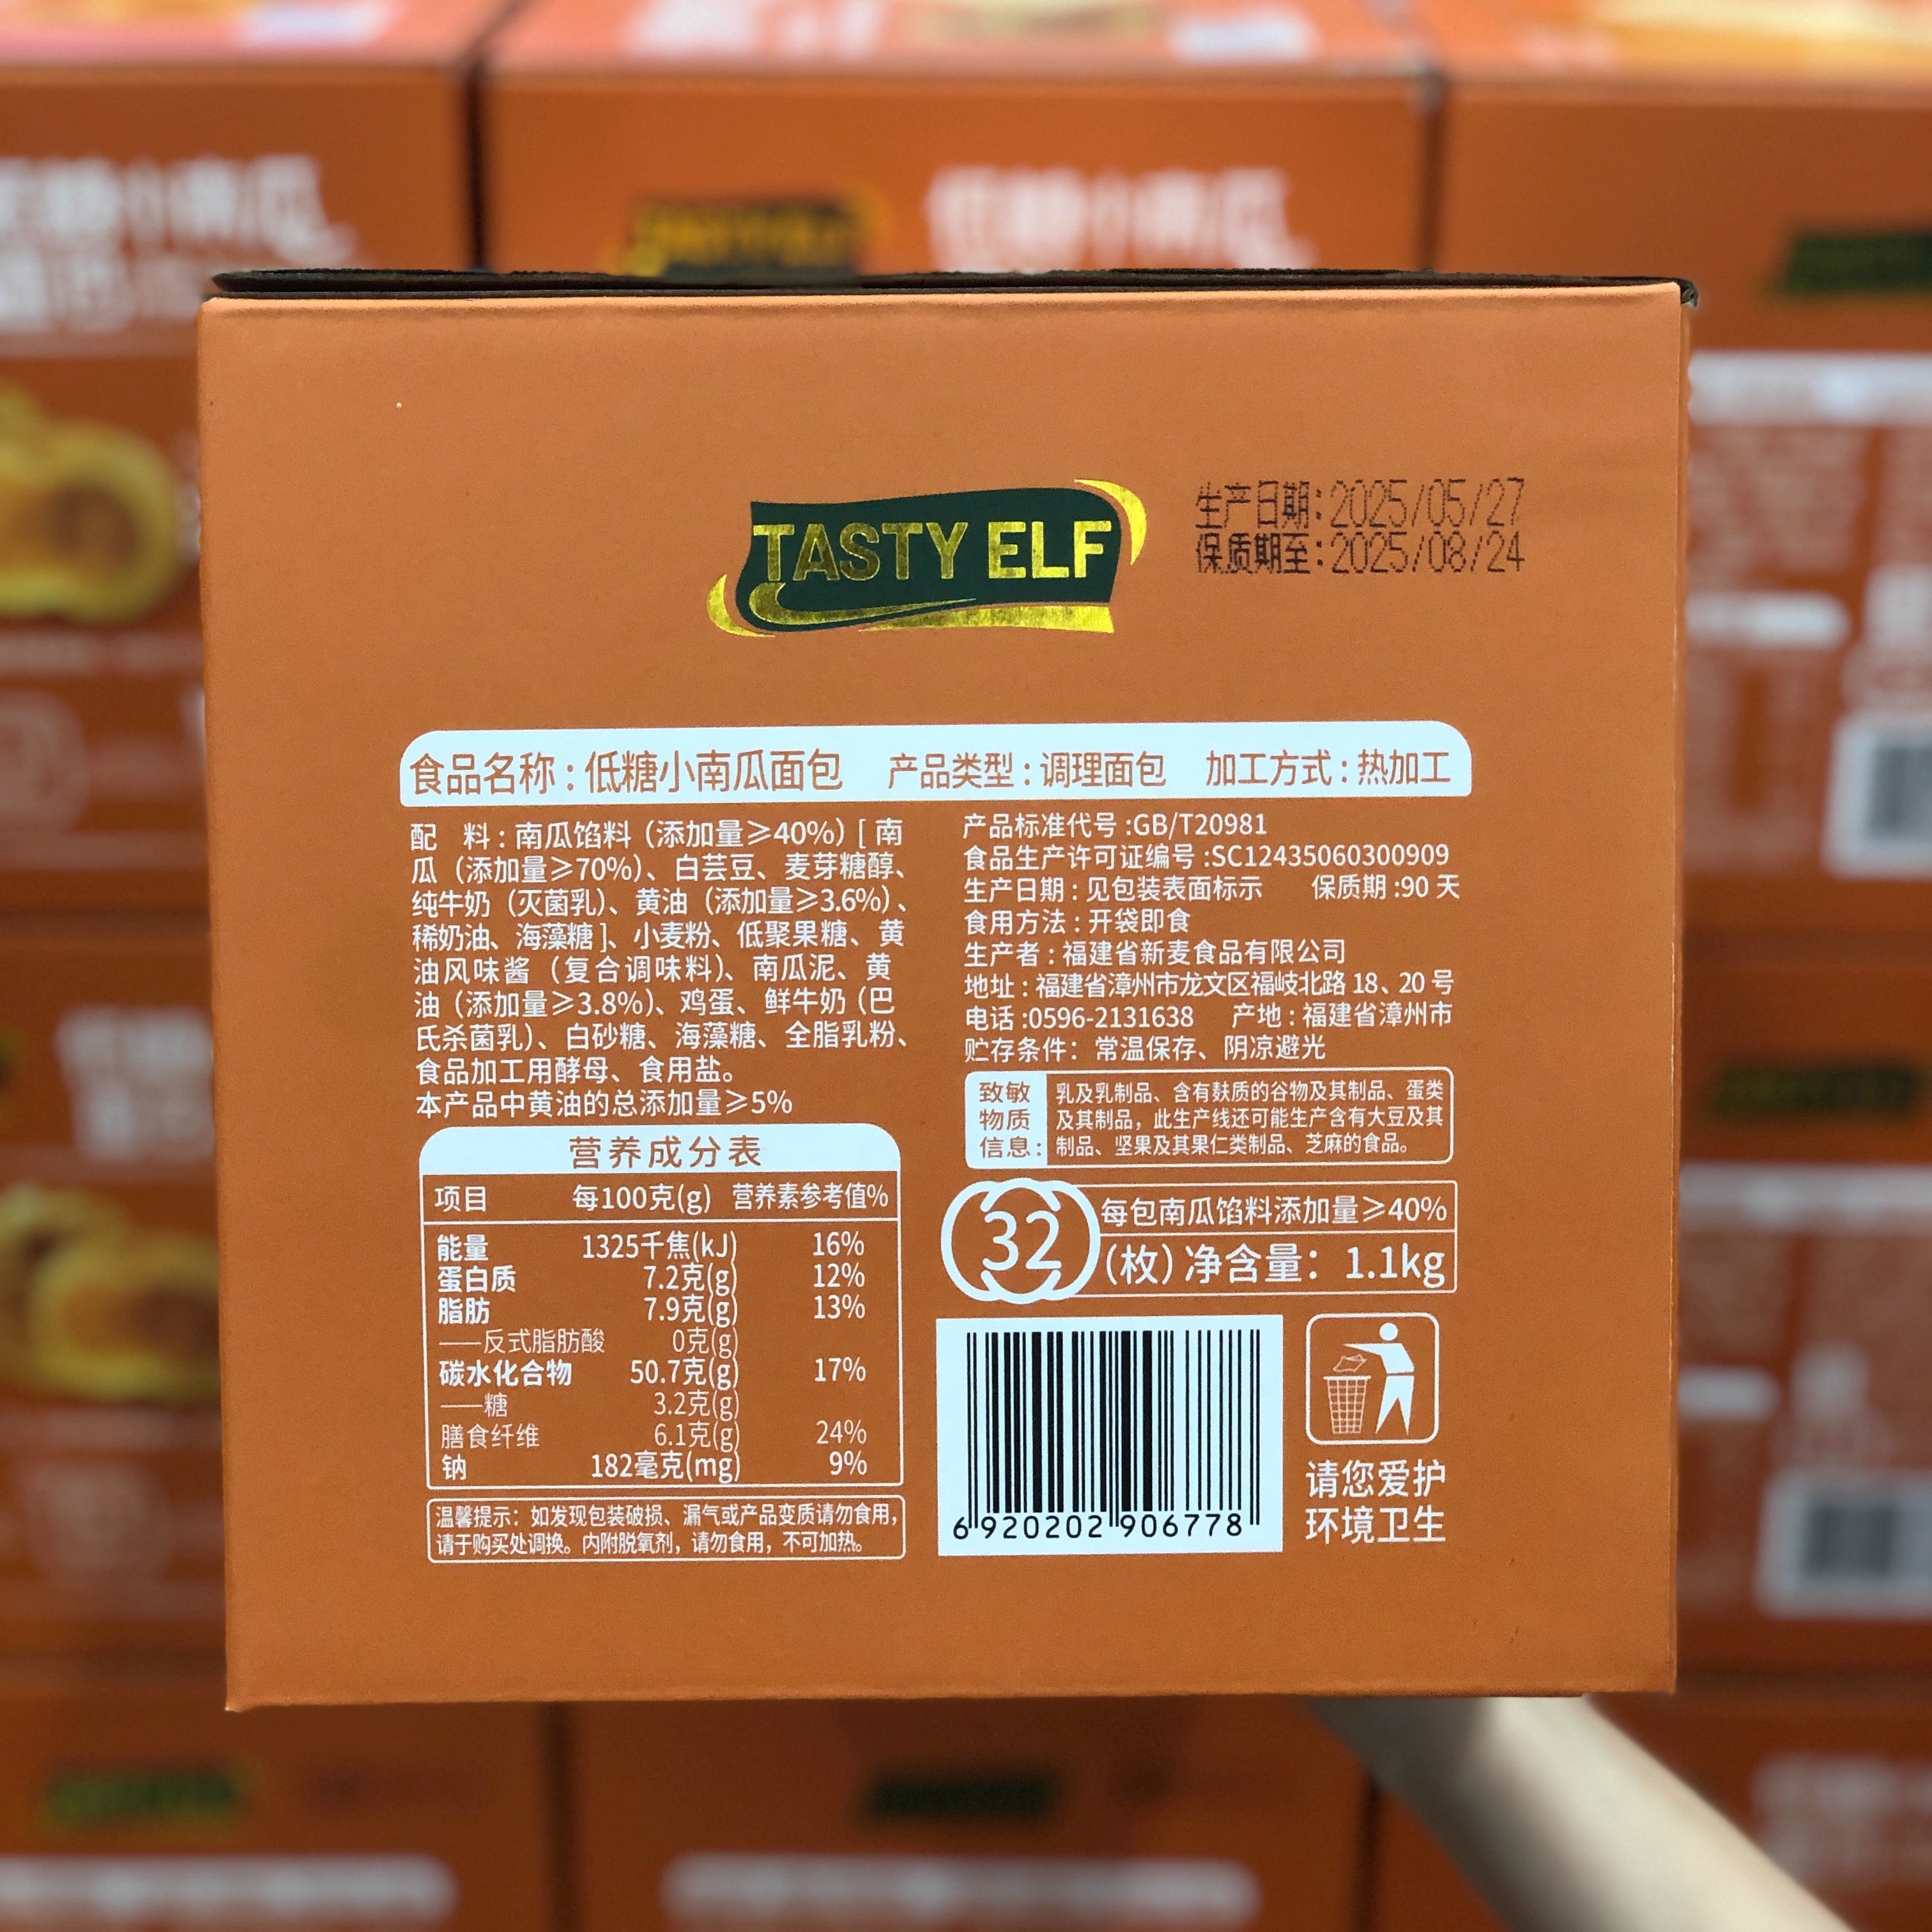 TASTY ELF
生产日期:2025/05/27
保质期至:2025/08/24
食品名称：低糖小南瓜面包 产品类型：调理面包 加工方式：热加工
配 料：南瓜馅料（添加量≥40%）[ 南
瓜（添加量≥70%）、白芸豆、麦芽糖醇、
纯牛奶（灭菌乳）、黄油（添加量≥3.6%）、
稀奶油、海藻糖 ]、小麦粉、低聚果糖、黄
油风味酱（复合调味料）、南瓜泥、黄
油（添加量≥3.8%）、鸡蛋、鲜牛奶（巴
氏杀菌乳）、白砂糖、海藻糖、全脂乳粉、
食品加工用酵母、食用盐。
本产品中黄油的总添加量≥5%
营养成分表
项目 每100克(g) 营养素参考值%
能量 1325千焦(kJ) 16%
蛋白质 7.2克(g) 12%
脂肪 7.9克(g) 13%
——反式脂肪酸 0克(g)
碳水化合物 50.7克(g) 17%
——糖 3.2克(g)
膳食纤维 6.1克(g) 24%
钠 182毫克(mg) 9%
温馨提示：如发现包装破损、漏气或产品变质请勿食用，
请于购买处调换。内附脱氧剂，请勿食用，不可加热。
产品标准代号 :GB/T20981
食品生产许可证编号 :SC12435060300909
生产日期：见包装表面标示 保质期 :90 天
食用方法：开袋即食
生产者：福建省新麦食品有限公司
地址：福建省漳州市龙文区福岐北路 18、20 号
电话 :0596-2131638 产地：福建省漳州市
贮存条件：常温保存、阴凉避光
致敏
物质
信息：
乳及乳制品、含有麸质的谷物及其制品、蛋类
及其制品，此生产线还可能生产含有大豆及其
制品、坚果及其果仁类制品、芝麻的食品。
每包南瓜馅料添加量≥40%
32（枚）净含量：1.1kg
6 920202 906778
请您爱护
环境卫生